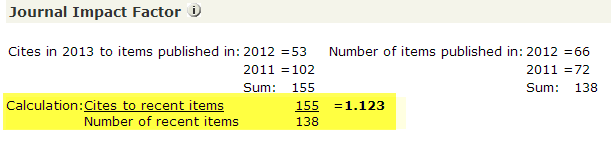 Journal Impact Factor i
Cites in 2013 to items published in: 2012 =53 Number of items published in: 2012 =66
2011 =102 2011 =72
Sum: 155 Sum: 138
Calculation: Cites to recent items 155 =1.123
Number of recent items 138